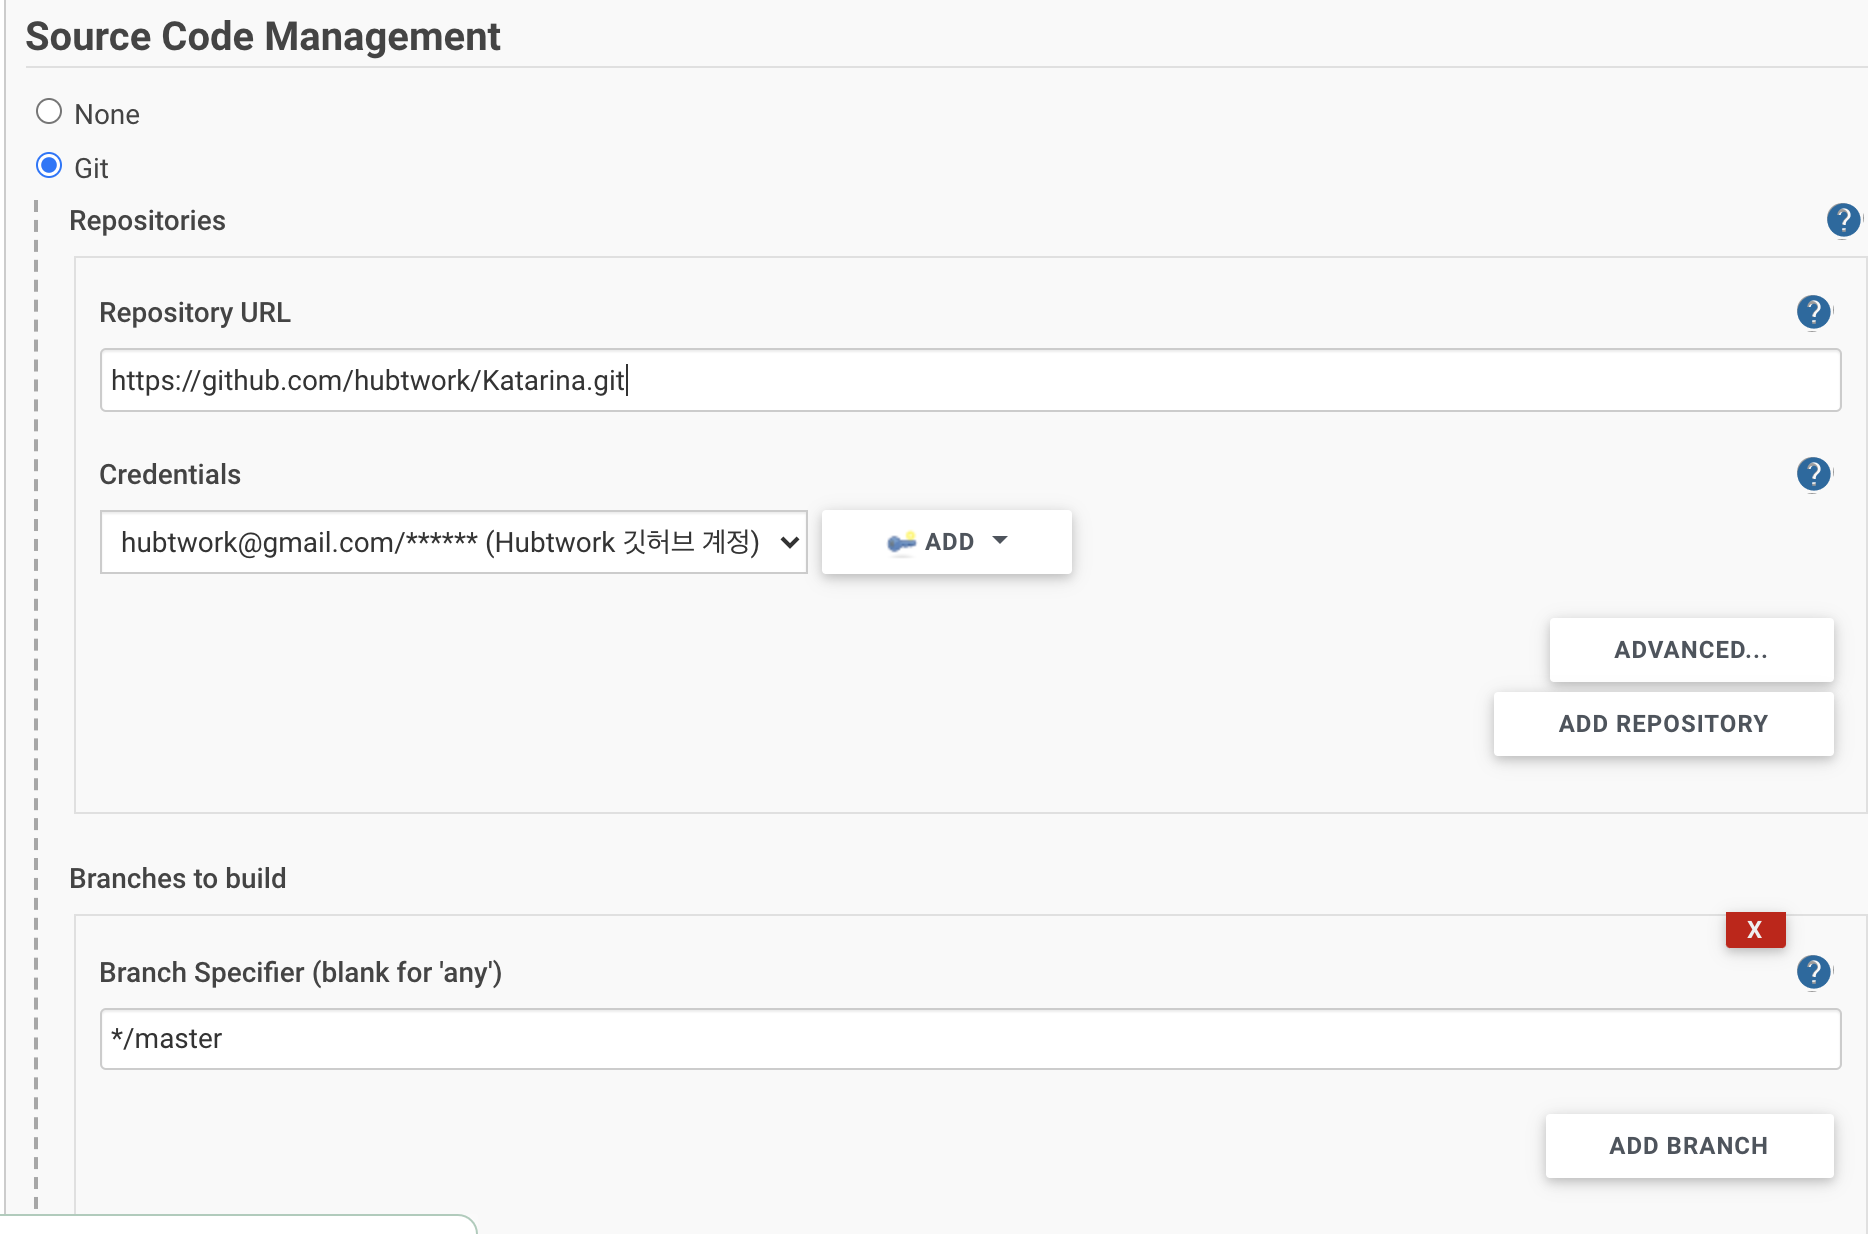 Source Code Management
None
Git
Repositories
?
Repository URL
?
https://github.com/hubtwork/Katarina.git
Credentials
?
hubtwork@gmail.com/****** (Hubtwork 깃허브 계정)
ADD
ADVANCED...
ADD REPOSITORY
Branches to build
X
Branch Specifier (blank for 'any')
?
*/master
ADD BRANCH